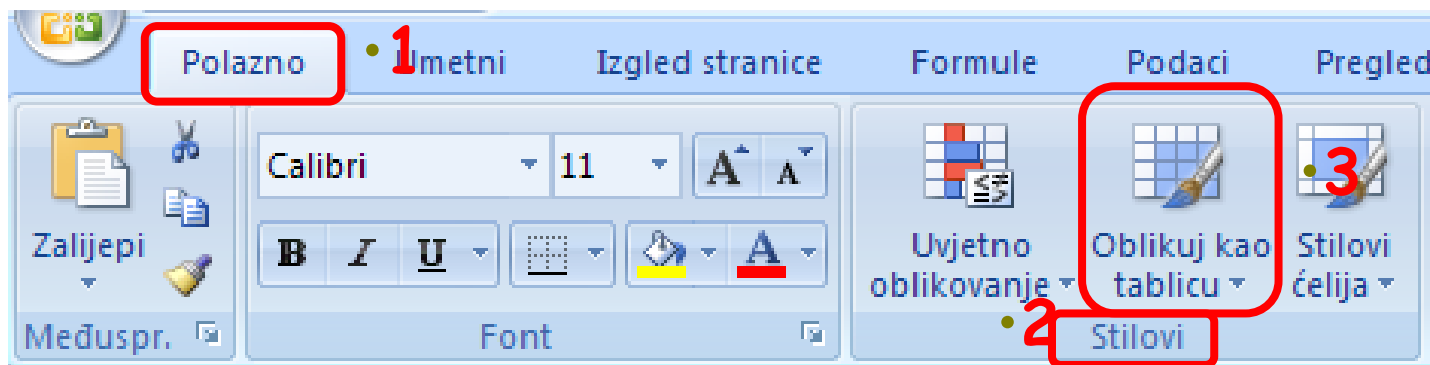 Polazno • 1 Umetni Izgled stranice Formule Podaci Pregled
Calibri 11 A A
• 3
Zalijepi B I U A Uvjetno Oblikuj kao Stilovi
oblikovanje tablicu ćelija
• 2
Međuspr. Font Stilovi